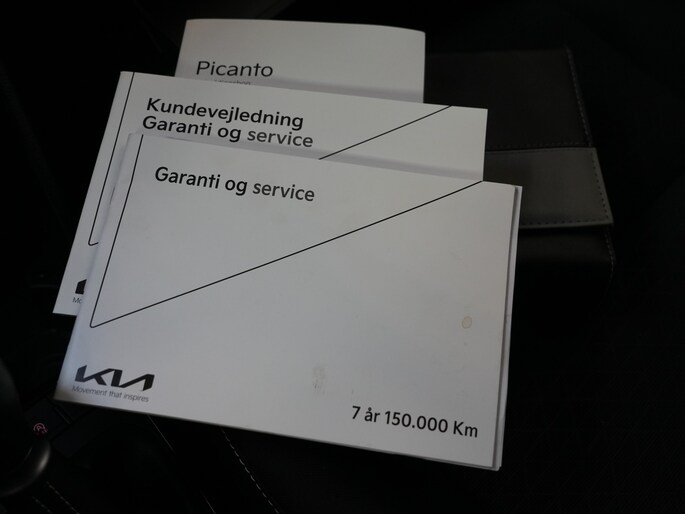 Picanto
Kundevejledning
Garanti og service
Garanti og service
KIA
Movement that inspires
7 år 150.000 Km